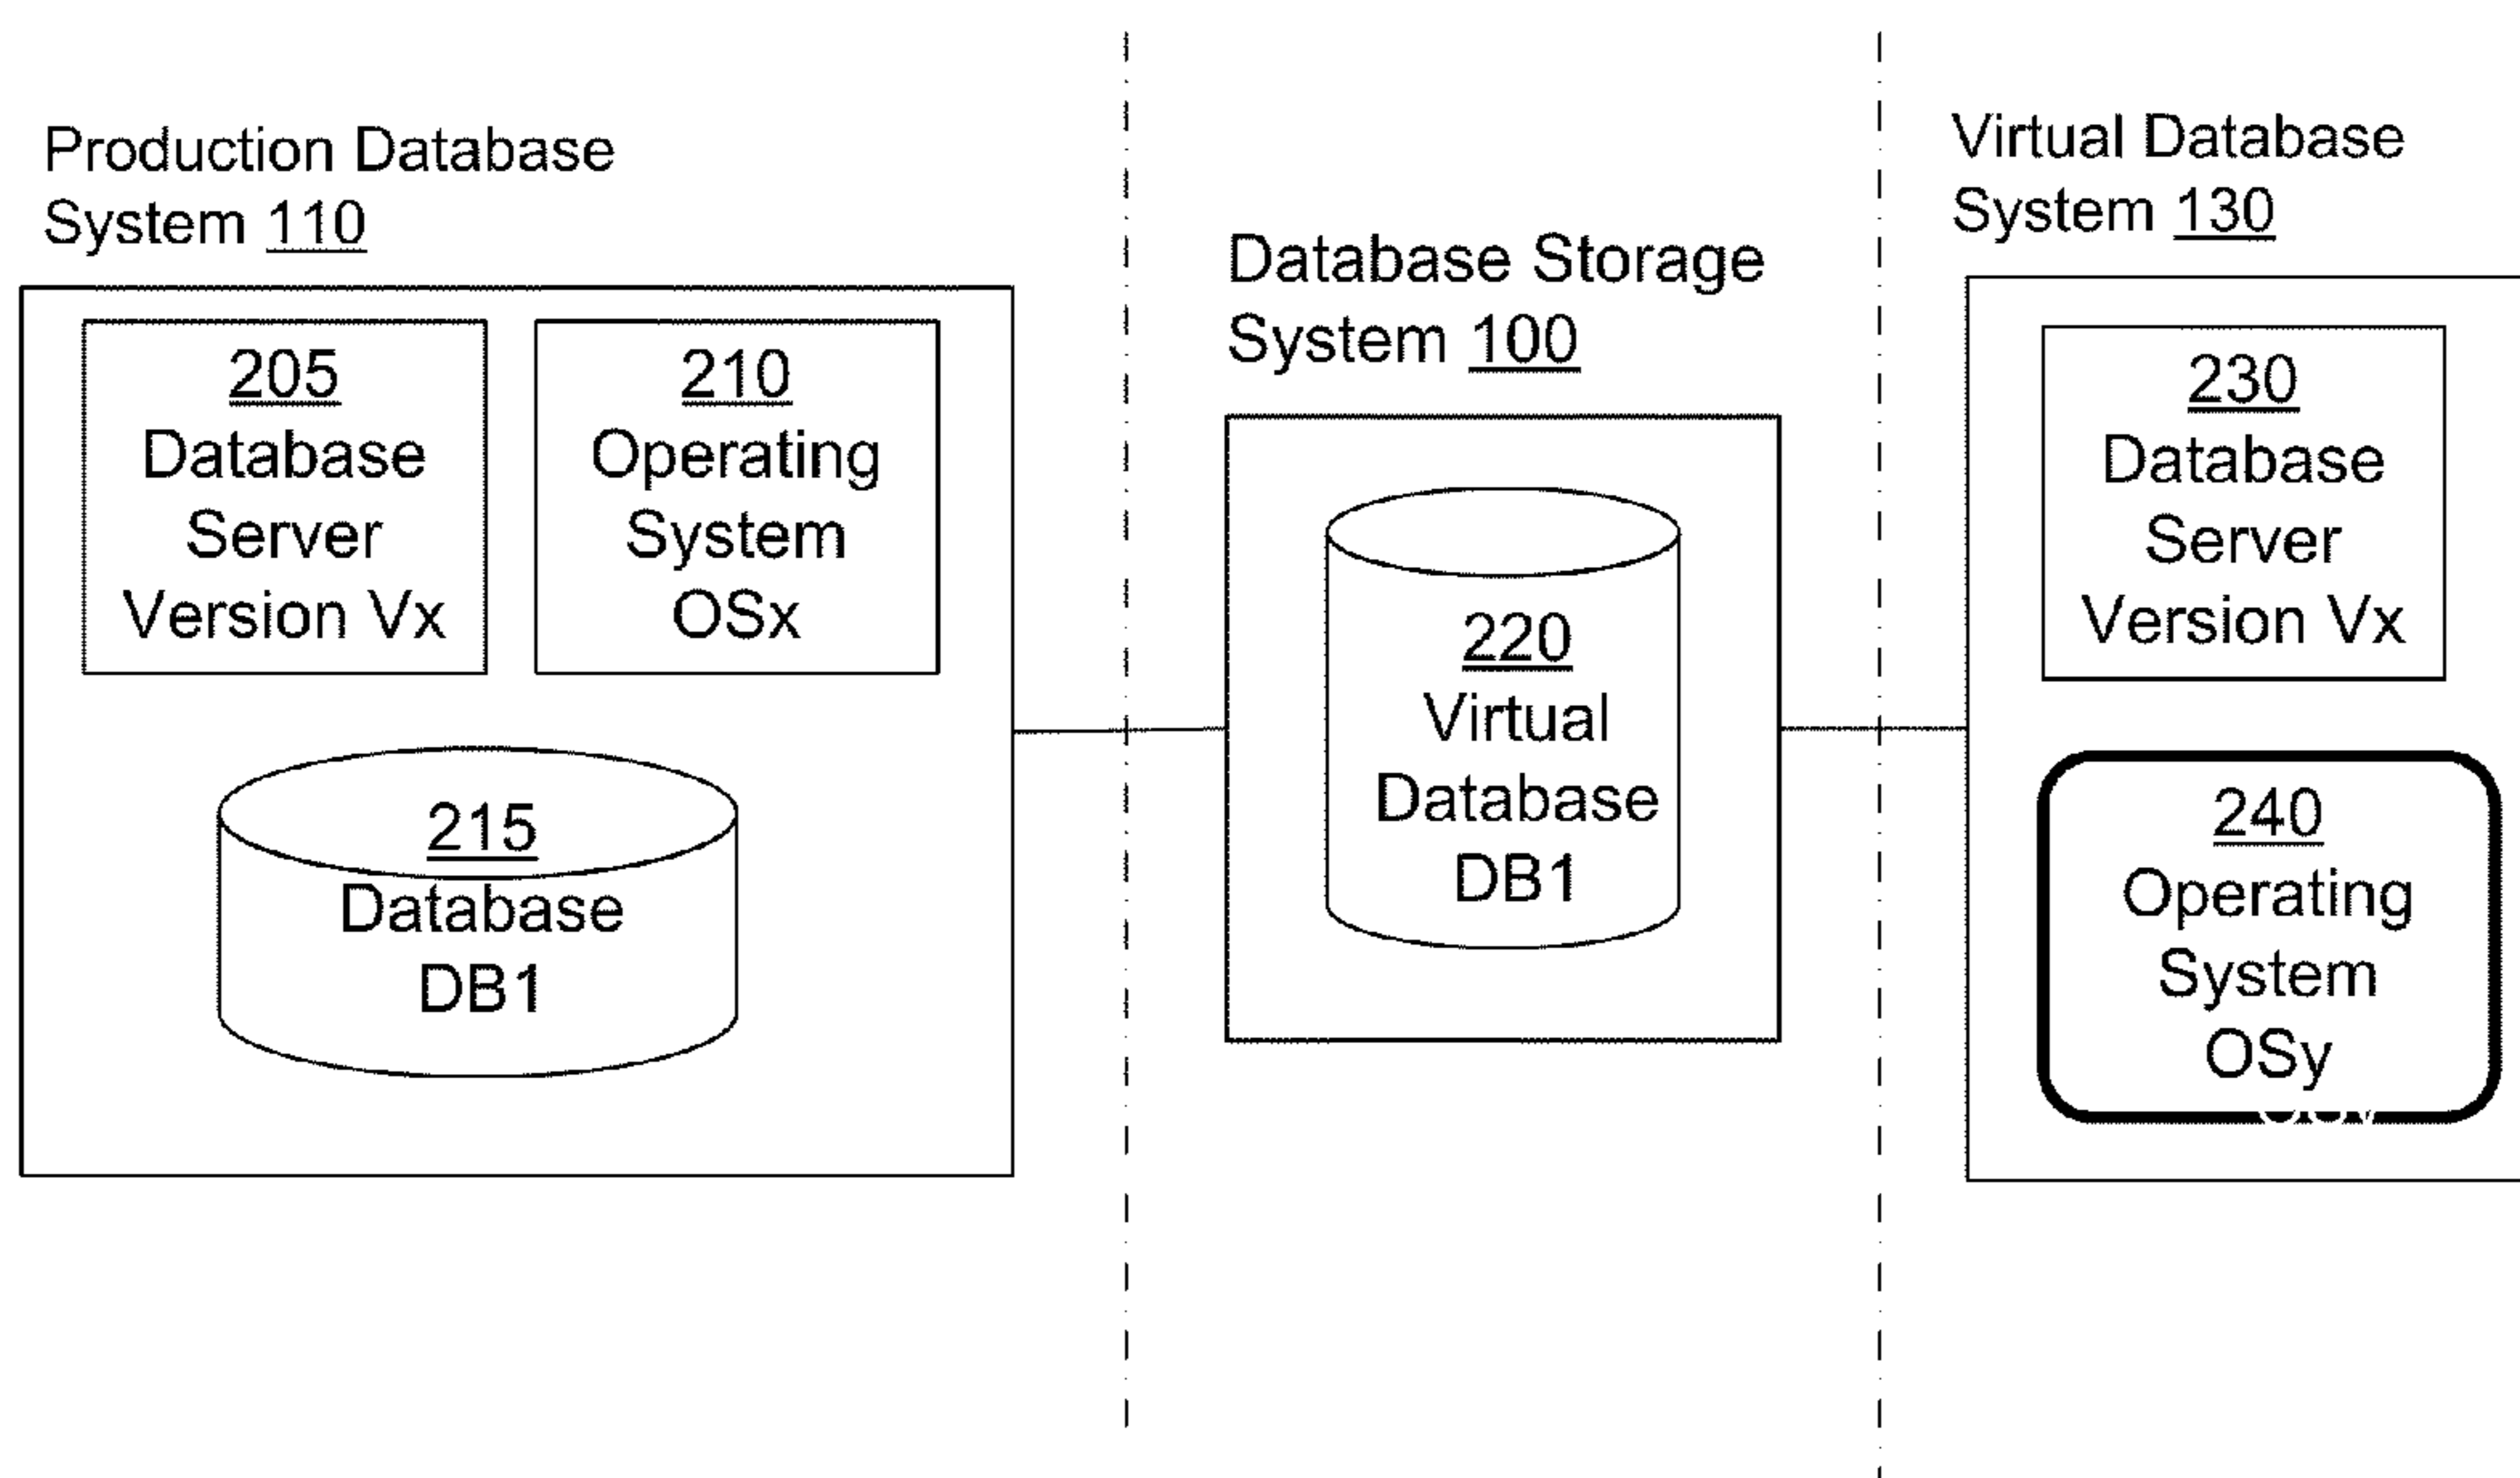 Production Database
System 110
205
Database
Server
Version Vx
210
Operating
System
OSx
215
Database
DB1
Database Storage
System 100
220
Virtual
Database
DB1
Virtual Database
System 130
230
Database
Server
Version Vx
240
Operating
System
OSy